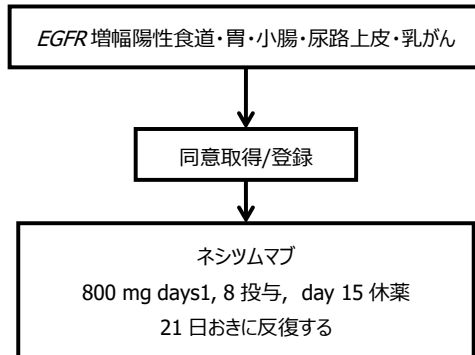 EGFR 増幅陽性食道・胃・小腸・尿路上皮・乳がん
同意取得/登録
ネシツムマブ
800 mg days1, 8 投与, day 15 休薬
21 日おきに反復する